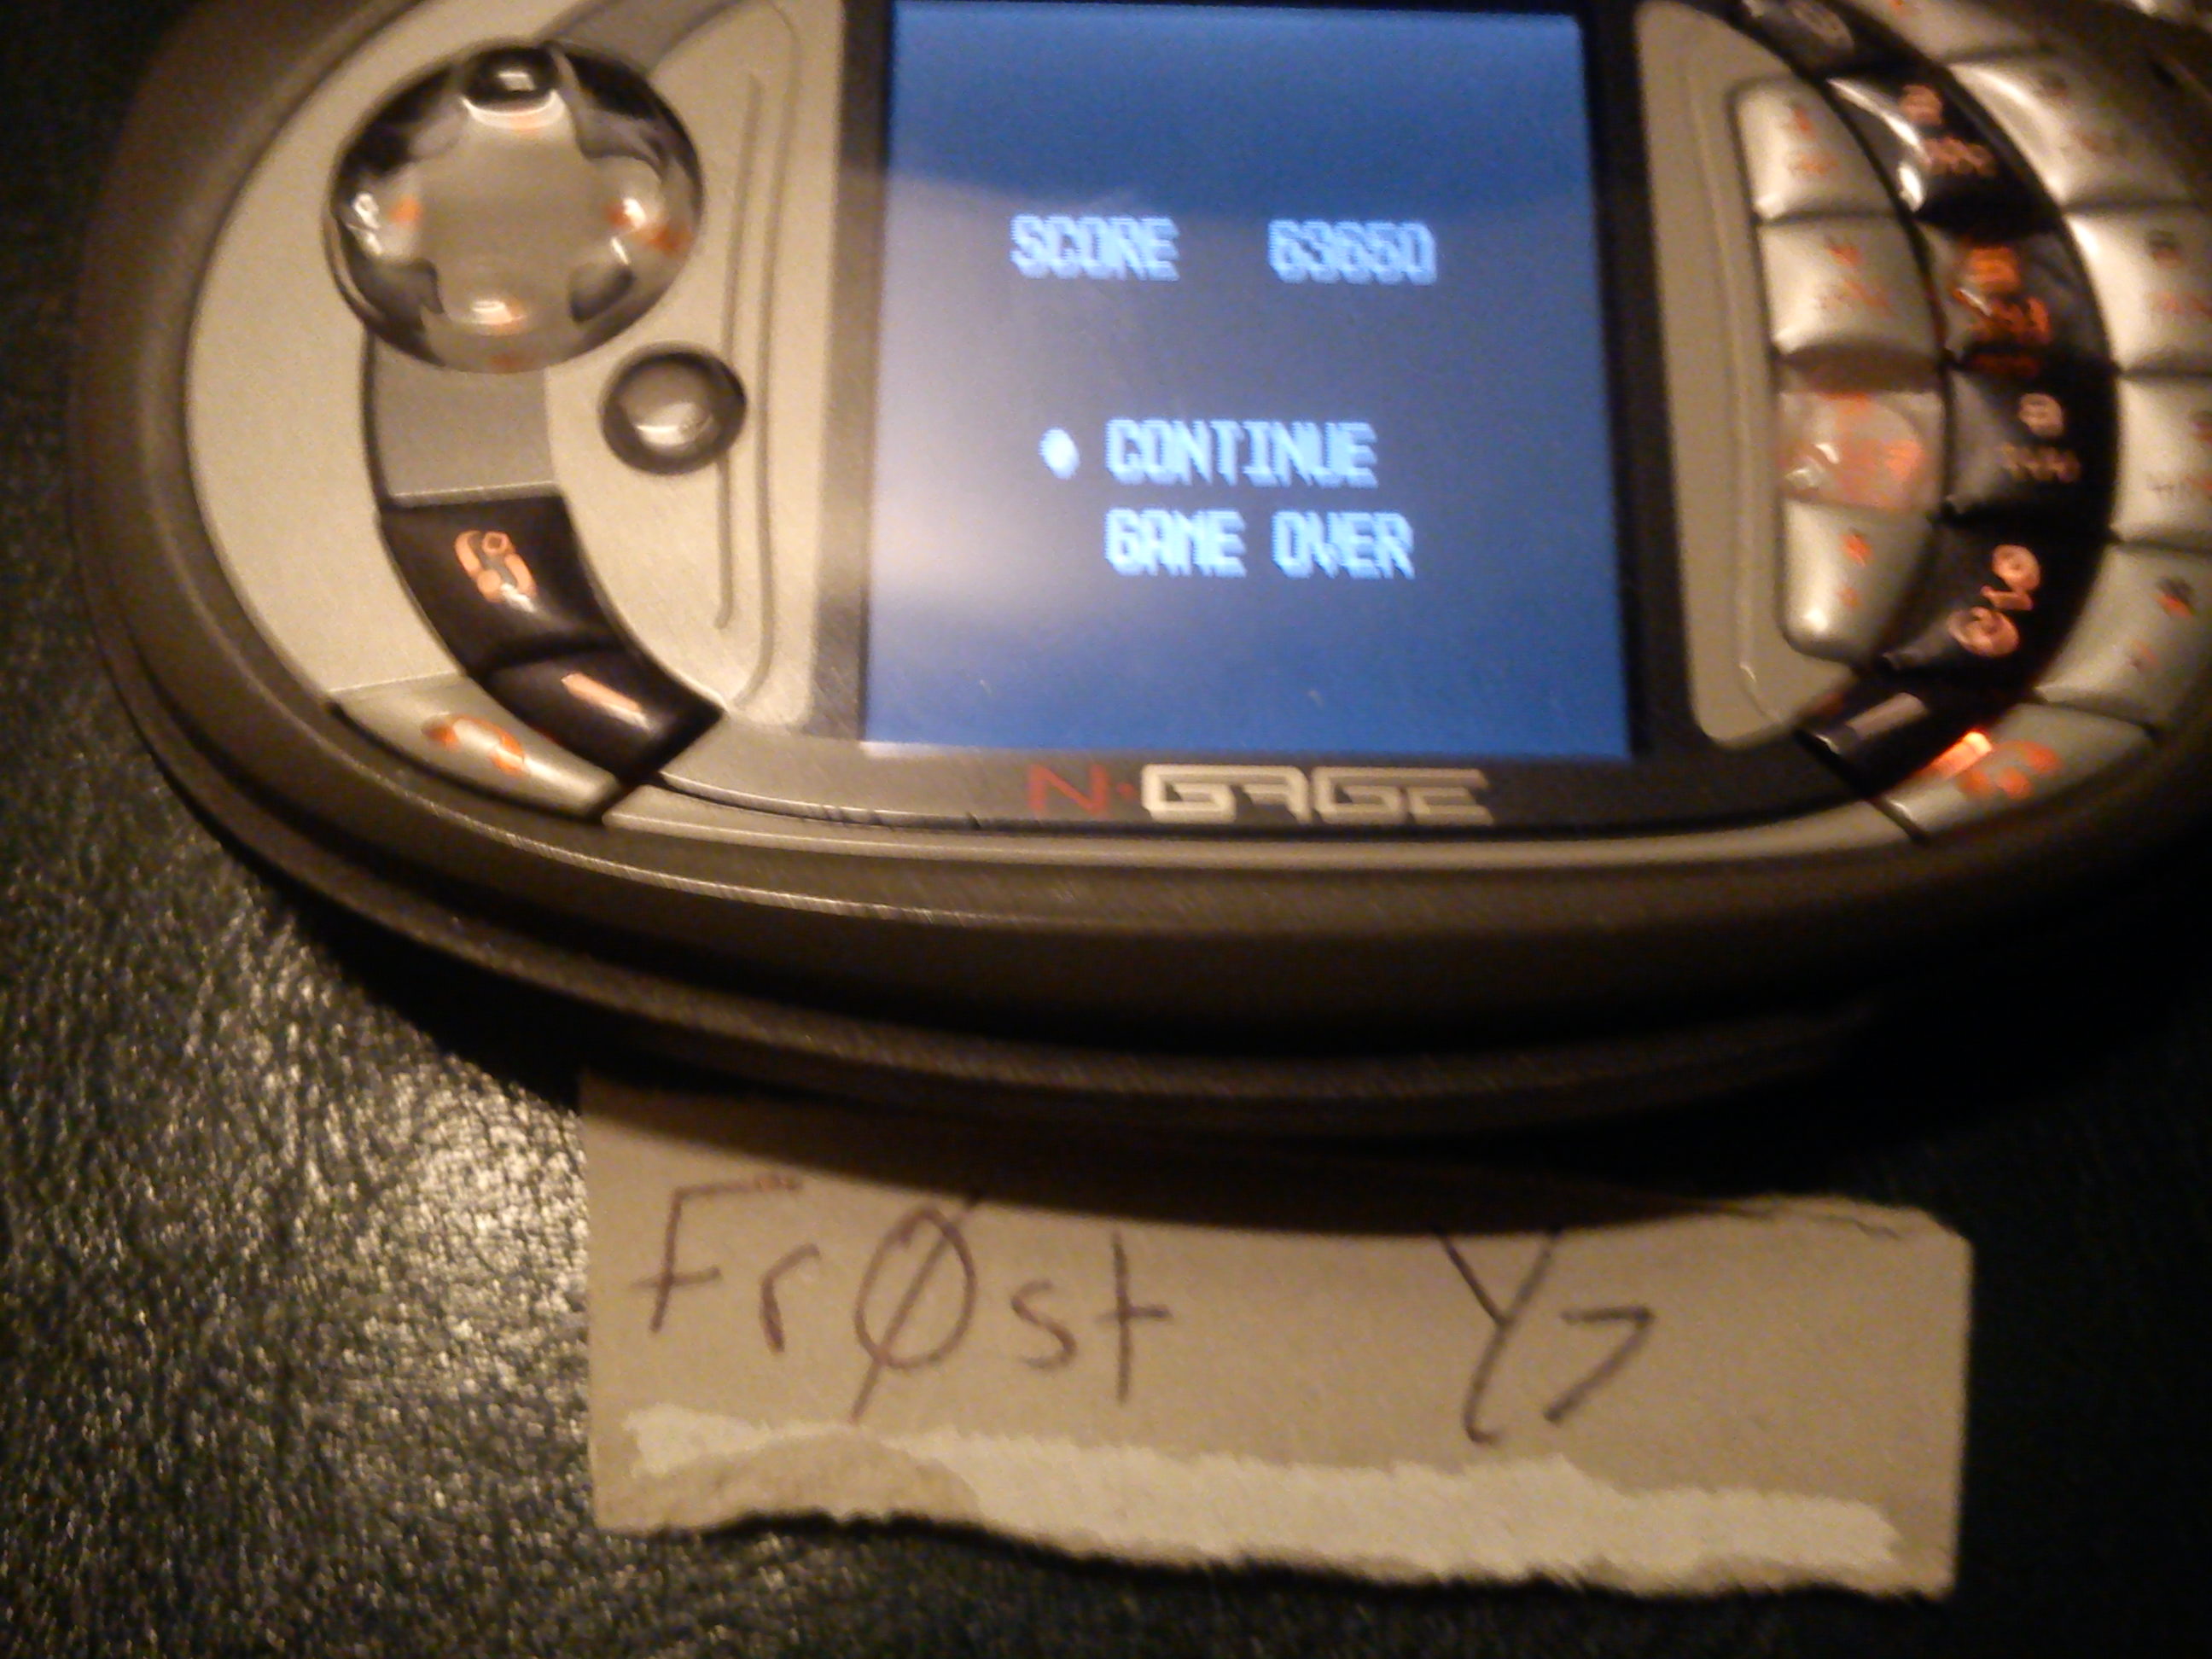 SCORE 63650
CONTINUE
GAME OVER
N·GAGE
FrØst Y7